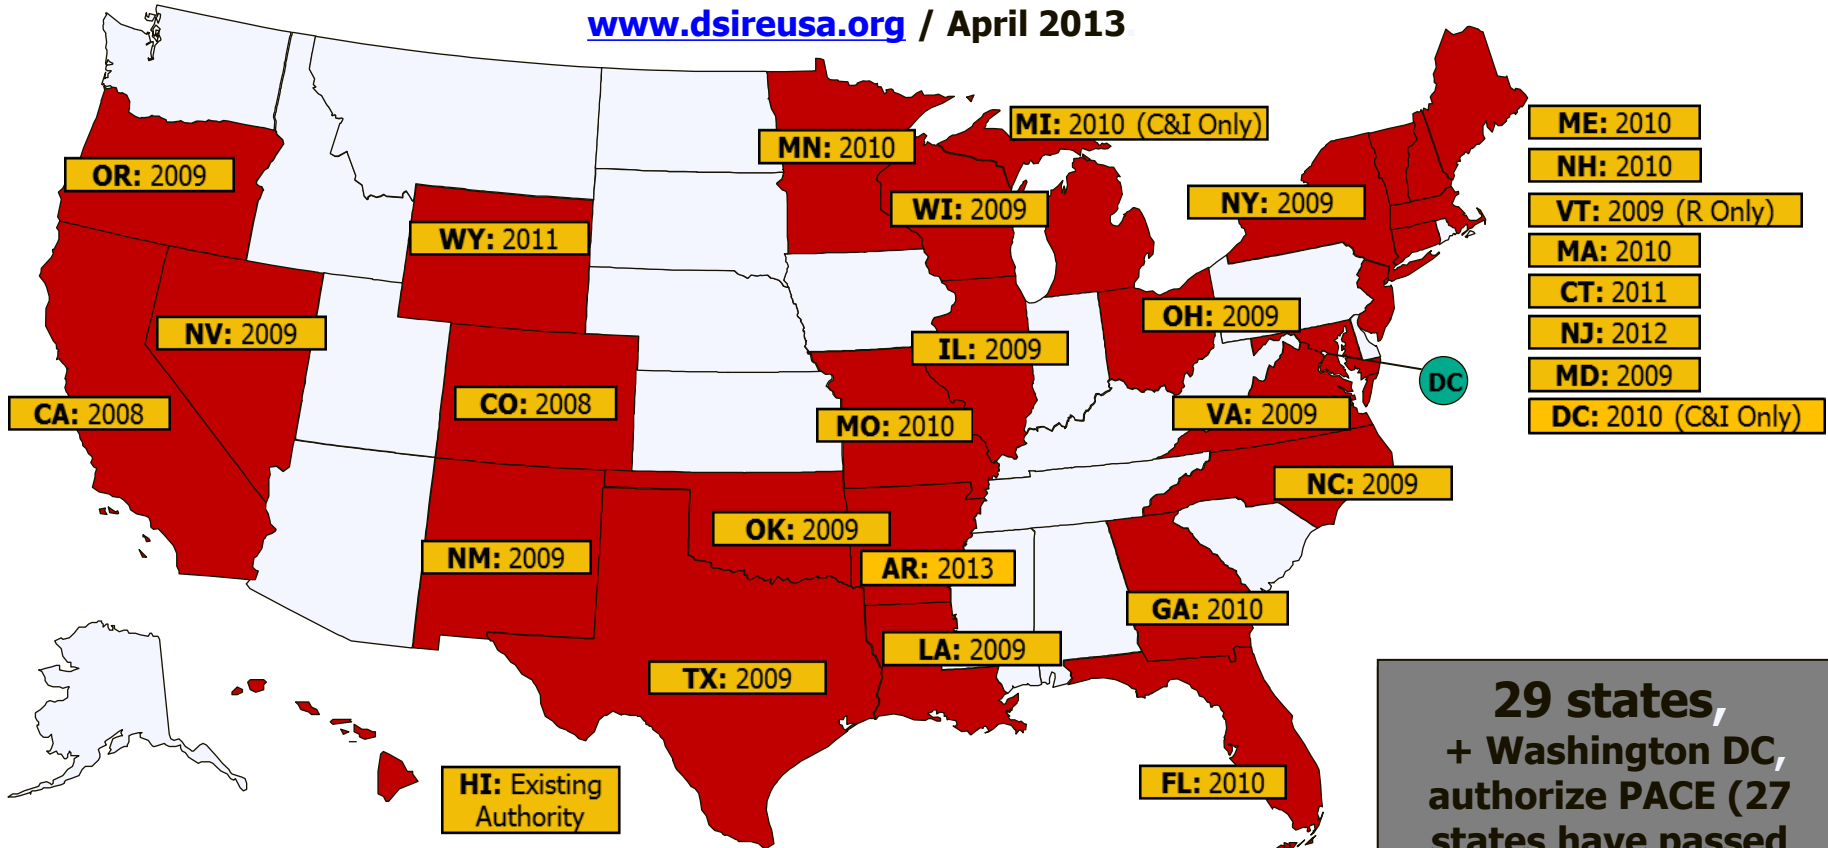 www.dsireusa.org / April 2013
MI: 2010 (C&I Only)
MN: 2010
OR: 2009
WI: 2009
NY: 2009
WY: 2011
NV: 2009
OH: 2009
IL: 2009
CO: 2008
CA: 2008
MO: 2010
VA: 2009
NC: 2009
OK: 2009
NM: 2009
AR: 2013
GA: 2010
LA: 2009
TX: 2009
FL: 2010
HI: Existing
Authority
DC
ME: 2010
NH: 2010
VT: 2009 (R Only)
MA: 2010
CT: 2011
NJ: 2012
MD: 2009
DC: 2010 (C&I Only)
29 states,
+ Washington DC,
authorize PACE (27
states have passed